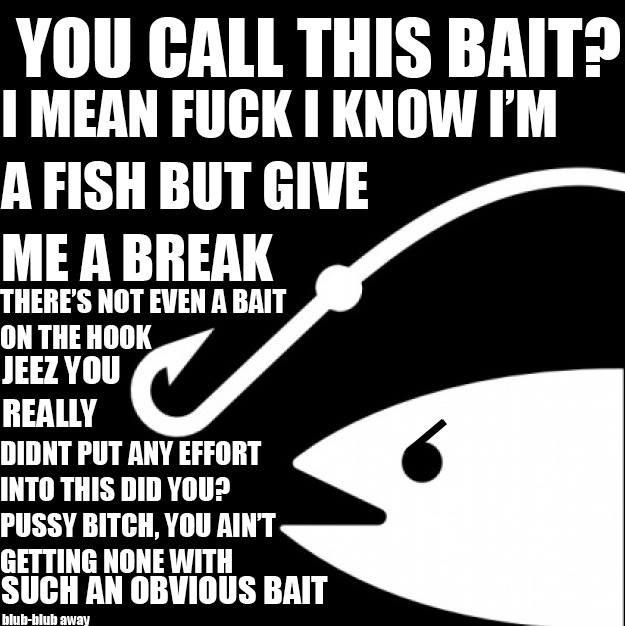 YOU CALL THIS BAIT?
I MEAN FUCK I KNOW I'M
A FISH BUT GIVE
ME A BREAK
THERE'S NOT EVEN A BAIT
ON THE HOOK
JEEZ YOU
REALLY
DIDNT PUT ANY EFFORT
INTO THIS DID YOU?
PUSSY BITCH, YOU AIN'T
GETTING NONE WITH
SUCH AN OBVIOUS BAIT
blub-blub away